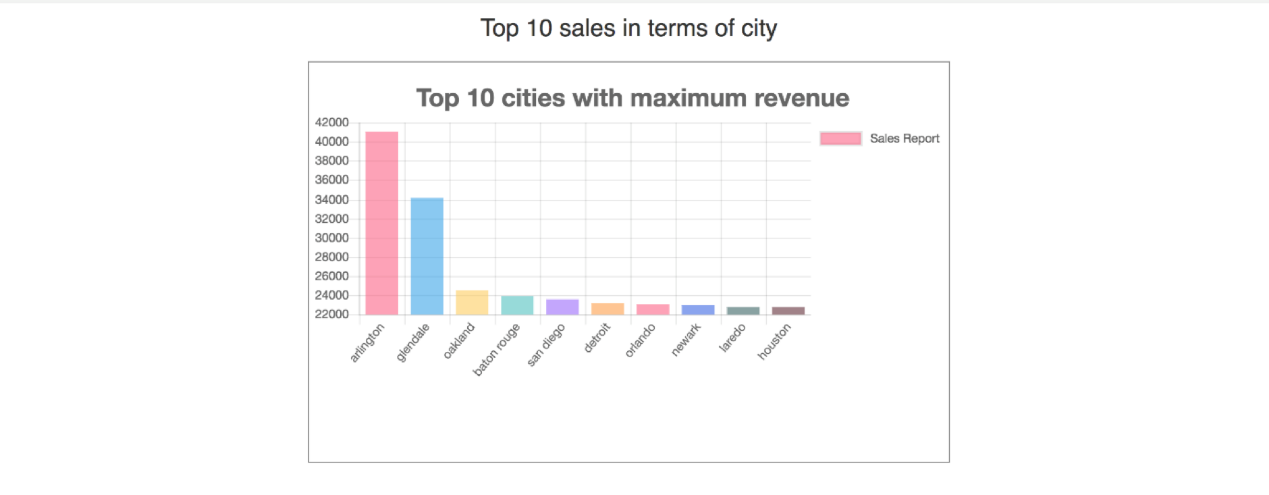 Top 10 sales in terms of city
Top 10 cities with maximum revenue
Sales Report
42000
40000
38000
36000
34000
32000
30000
28000
26000
24000
22000
arlington
glendale
oakland
baton rouge
san diego
detroit
orlando
newark
laredo
houston